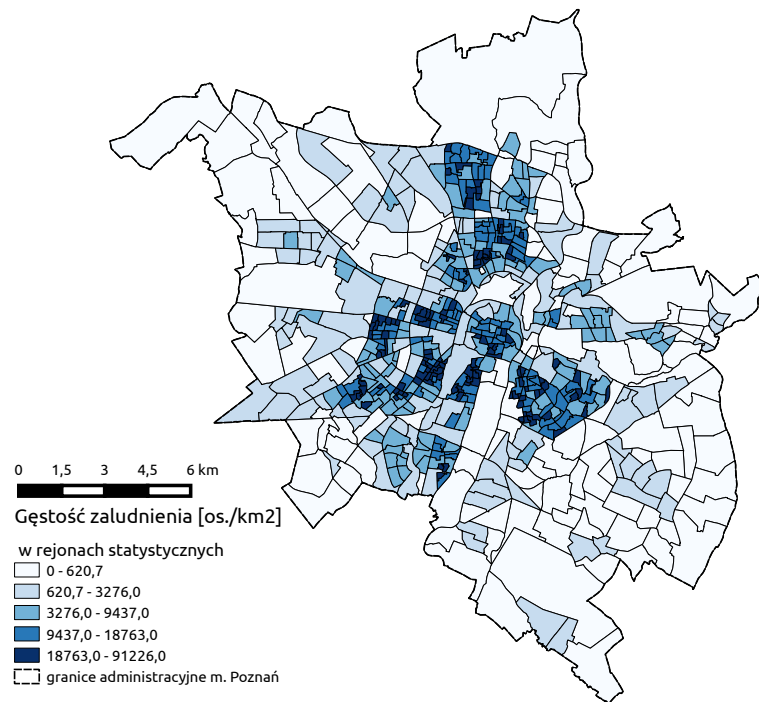 0 1,5 3 4,5 6 km
Gęstość zaludnienia [os./km2]
w rejonach statystycznych
0 - 620,7
620,7 - 3276,0
3276,0 - 9437,0
9437,0 - 18763,0
18763,0 - 91226,0
granice administracyjne m. Poznań